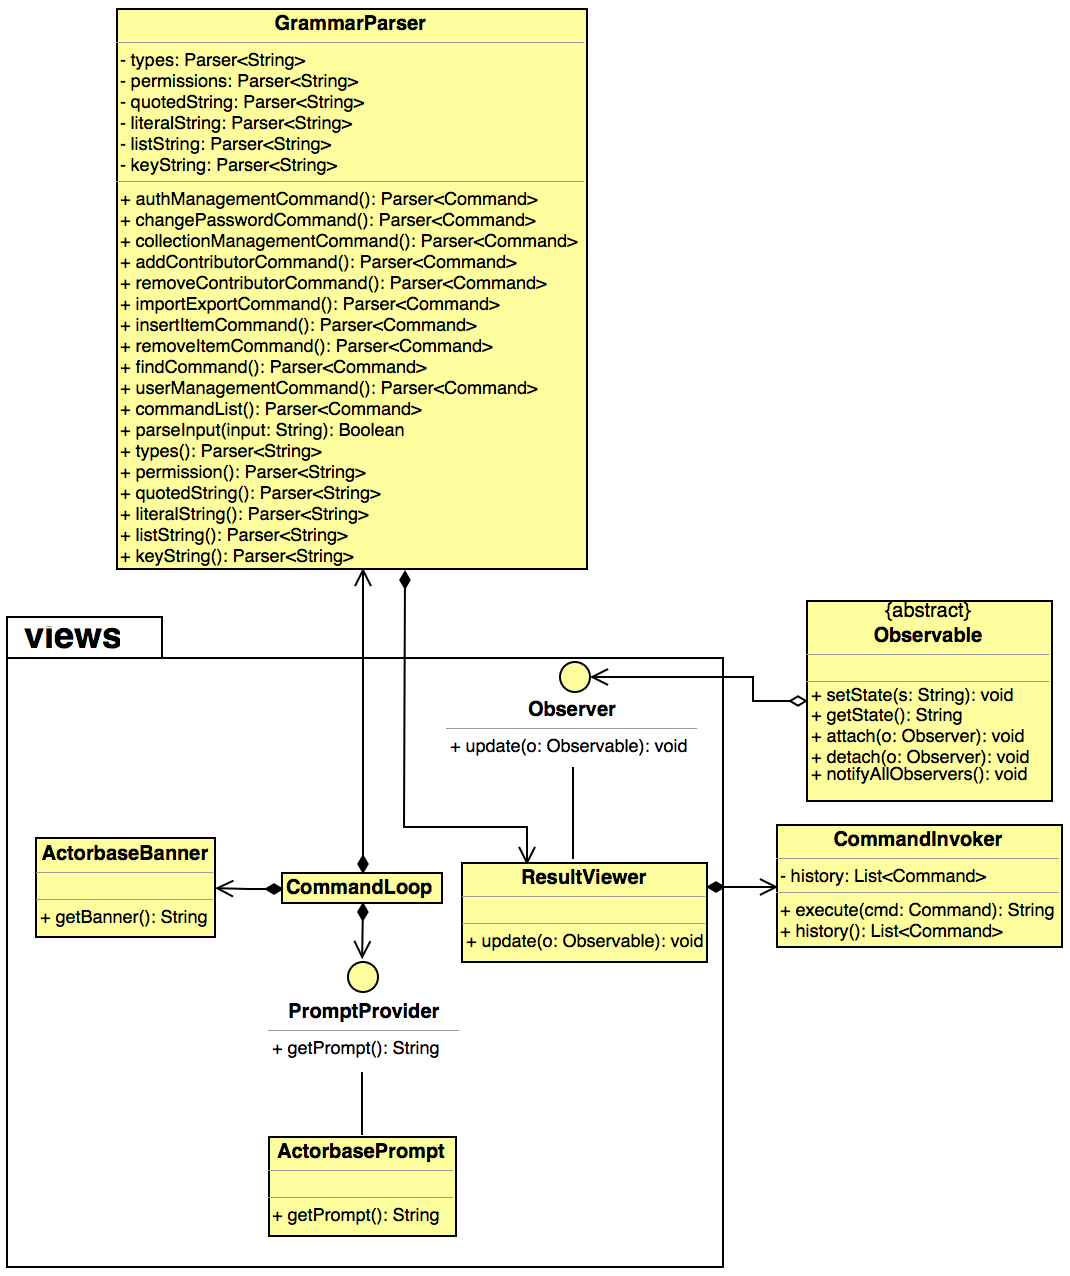 GrammarParser
- types: Parser<String>
- permissions: Parser<String>
- quotedString: Parser<String>
- literalString: Parser<String>
- listString: Parser<String>
- keyString: Parser<String>
+ authManagementCommand(): Parser<Command>
+ changePasswordCommand(): Parser<Command>
+ collectionManagementCommand(): Parser<Command>
+ addContributorCommand(): Parser<Command>
+ removeContributorCommand(): Parser<Command>
+ importExportCommand(): Parser<Command>
+ insertItemCommand(): Parser<Command>
+ removeItemCommand(): Parser<Command>
+ findCommand(): Parser<Command>
+ userManagementCommand(): Parser<Command>
+ commandList(): Parser<Command>
+ parseInput(input: String): Boolean
+ types(): Parser<String>
+ permission(): Parser<String>
+ quotedString(): Parser<String>
+ literalString(): Parser<String>
+ listString(): Parser<String>
+ keyString(): Parser<String>
views
{abstract}
Observable
+ setState(s: String): void
+ getState(): String
+ attach(o: Observer): void
+ detach(o: Observer): void
+ notifyAllObservers(): void
Observer
+ update(o: Observable): void
ActorbaseBanner
+ getBanner(): String
CommandLoop
ResultViewer
+ update(o: Observable): void
CommandInvoker
- history: List<Command>
+ execute(cmd: Command): String
+ history(): List<Command>
PromptProvider
+ getPrompt(): String
ActorbasePrompt
+ getPrompt(): String